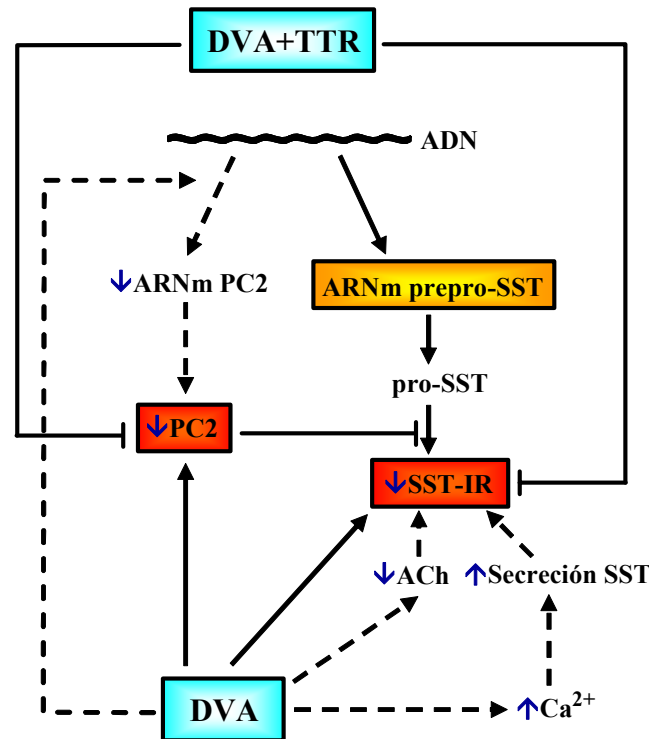 DVA+TTR
ADN
↓ARNm PC2
ARNm prepro-SST
pro-SST
↓PC2
↓SST-IR
↓ACh
↑Secreción SST
DVA
↑Ca²⁺